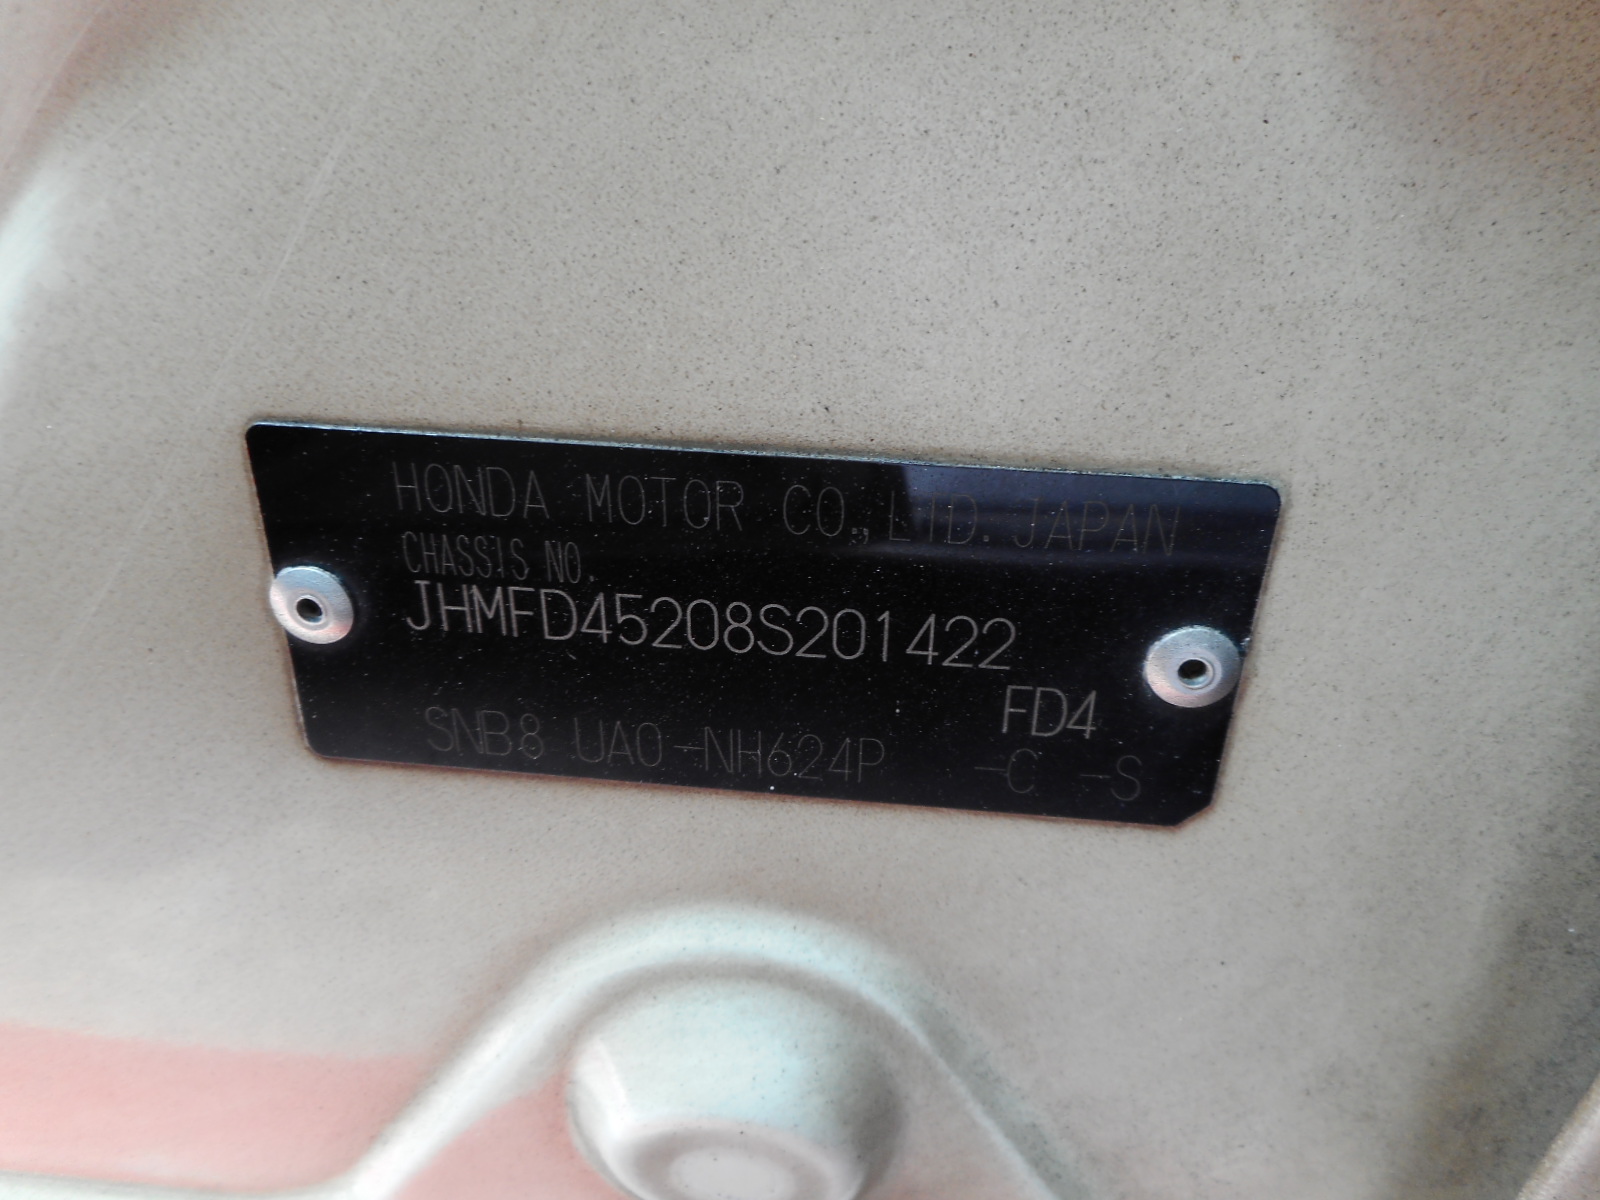 HONDA MOTOR CO., LTD. JAPAN
CHASSIS NO.
JHMFD45208S201422
FD4
SNB8 UA0-NH624P -C -S